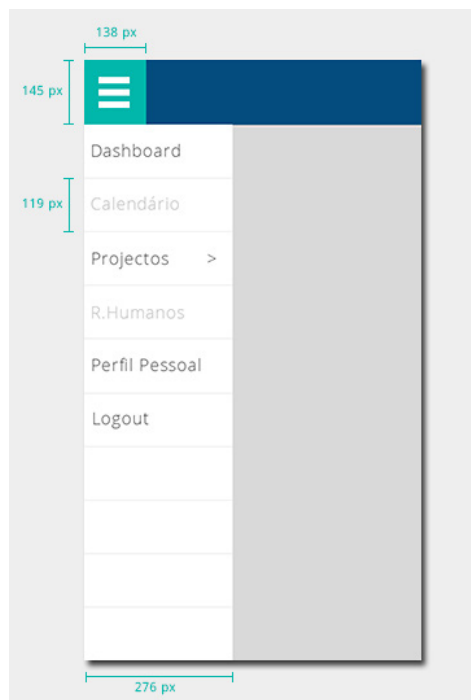 138 px
145 px
Dashboard
119 px
Calendário
Projectos >
R.Humanos
Perfil Pessoal
Logout
276 px